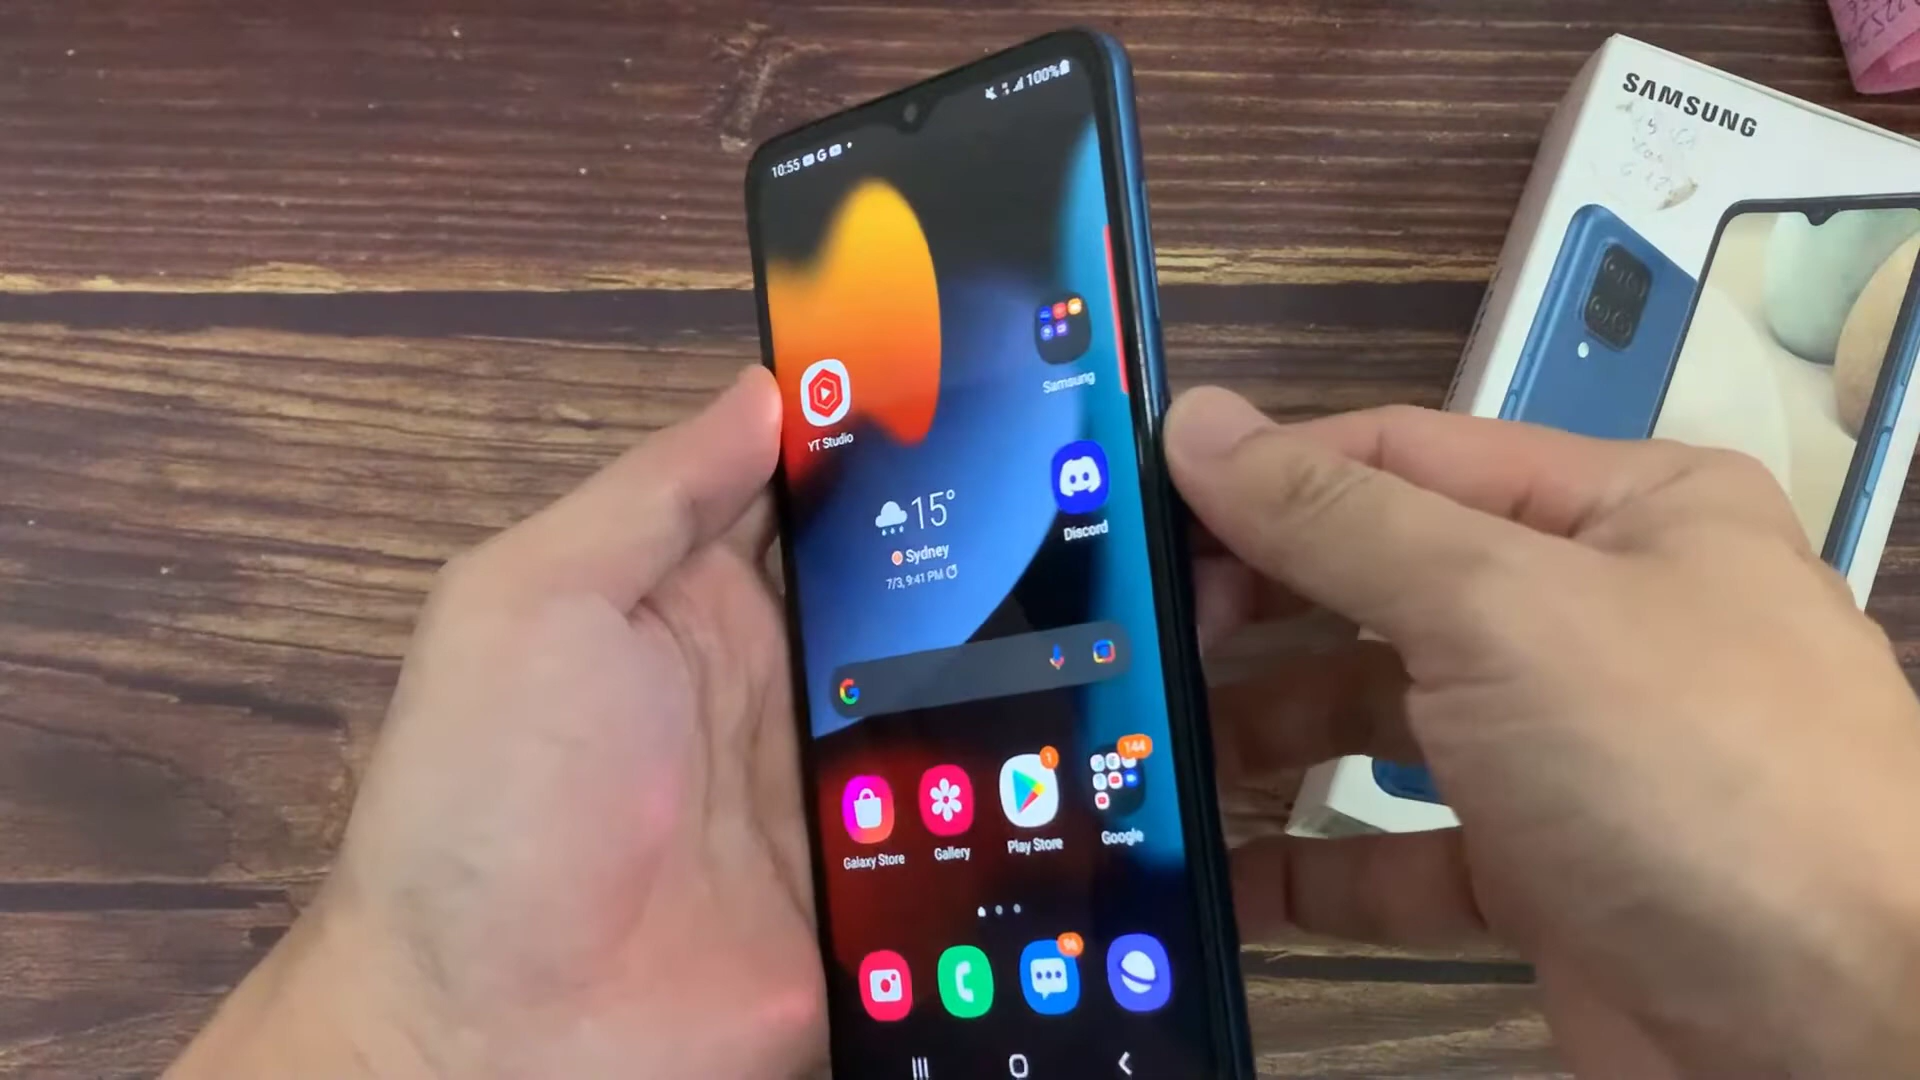 SAMSUNG
10:55
100%
Samsung
YT Studio
15°
Discord
Sydney
7/3, 9:41 PM
1
144
Galaxy Store
Gallery
Play Store
Google
96